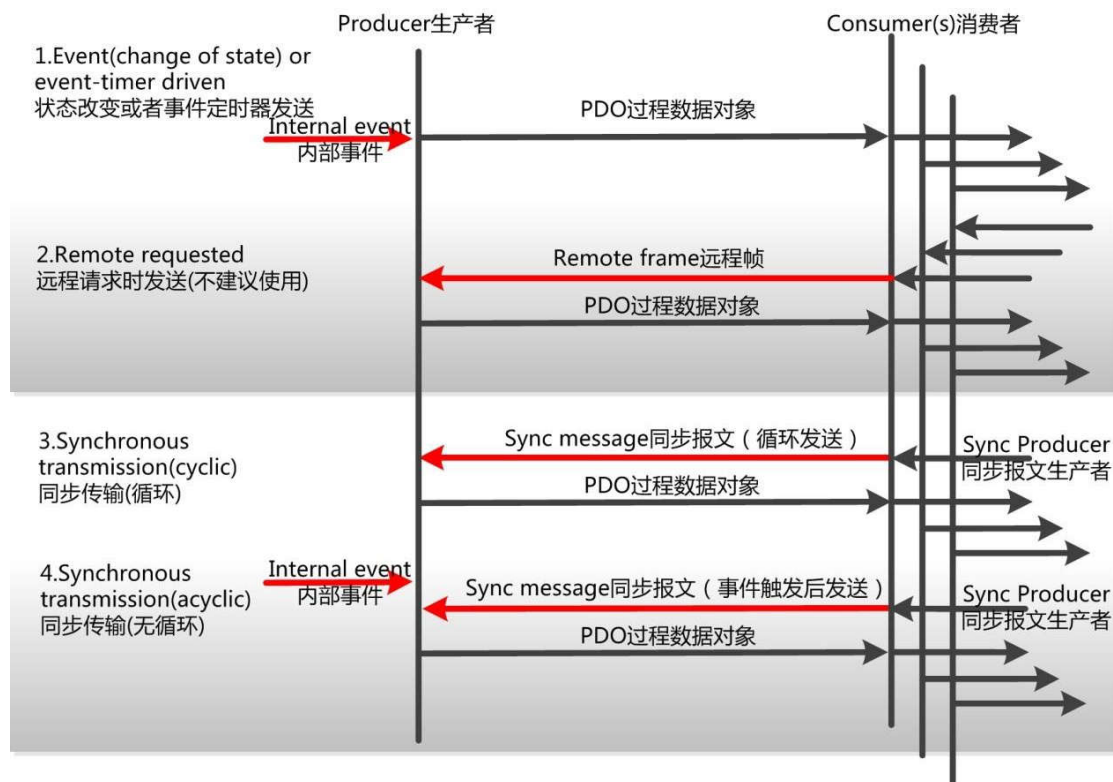 Producer生产者
Consumer(s)消费者
1.Event(change of state) or
event-timer driven
状态改变或者事件定时器发送
Internal event
内部事件
PDO过程数据对象
2.Remote requested
远程请求时发送(不建议使用)
Remote frame远程帧
PDO过程数据对象
3.Synchronous
transmission(cyclic)
同步传输(循环)
Sync message同步报文（循环发送）
Sync Producer
同步报文生产者
PDO过程数据对象
4.Synchronous
transmission(acyclic)
同步传输(无循环)
Internal event
内部事件
Sync message同步报文（事件触发后发送）
Sync Producer
同步报文生产者
PDO过程数据对象